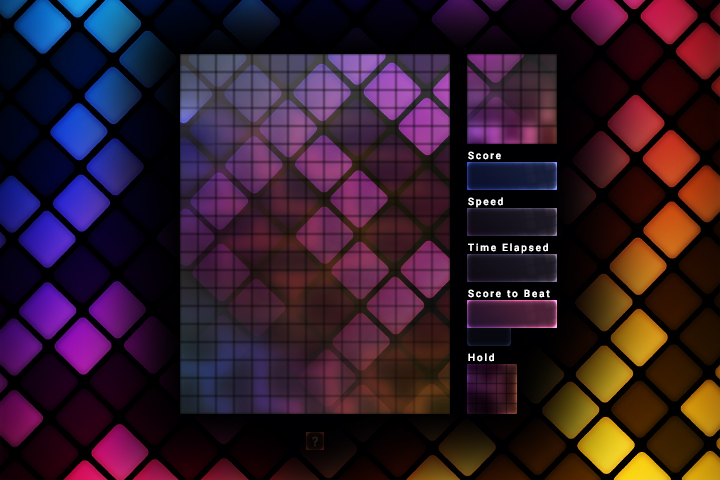 Score
Speed
Time Elapsed
Score to Beat
Hold
?